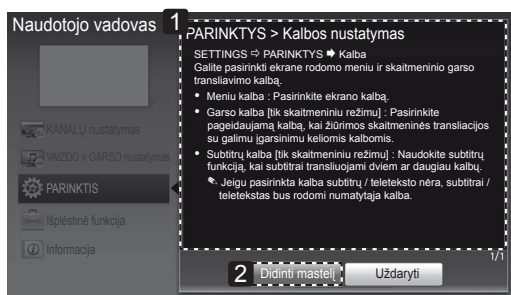 Naudotojo vadovas
1
PARINKTYS > Kalbos nustatymas
SETTINGS ⇨ PARINKTYS ➡ Kalba
Galite pasirinkti ekrane rodomo meniu ir skaitmeninio garso
transliavimo kalbą.
• Meniu kalba : Pasirinkite ekrano kalbą.
• Garso kalba [tik skaitmeniniu režimu] : Pasirinkite
pageidaujamą kalbą, kai žiūrimos skaitmeninės transliacijos
su galimu įgarsinimu keliomis kalbomis.
• Subtitrų kalba [tik skaitmeniniu režimu] : Naudokite subtitrų
funkciją, kai subtitrai transliuojami dviem ar daugiau kalbų.
✎ Jeigu pasirinkta kalba subtitrų / teleteksto nėra, subtitrai /
teletekstas bus rodomi numatytąja kalba.
KANALŲ nustatymas
VAIZDO ir GARSO nustatymas
PARINKTIS
Išplėstinė funkcija
Informacija
1/1
2
Didinti mastelį
Uždaryti